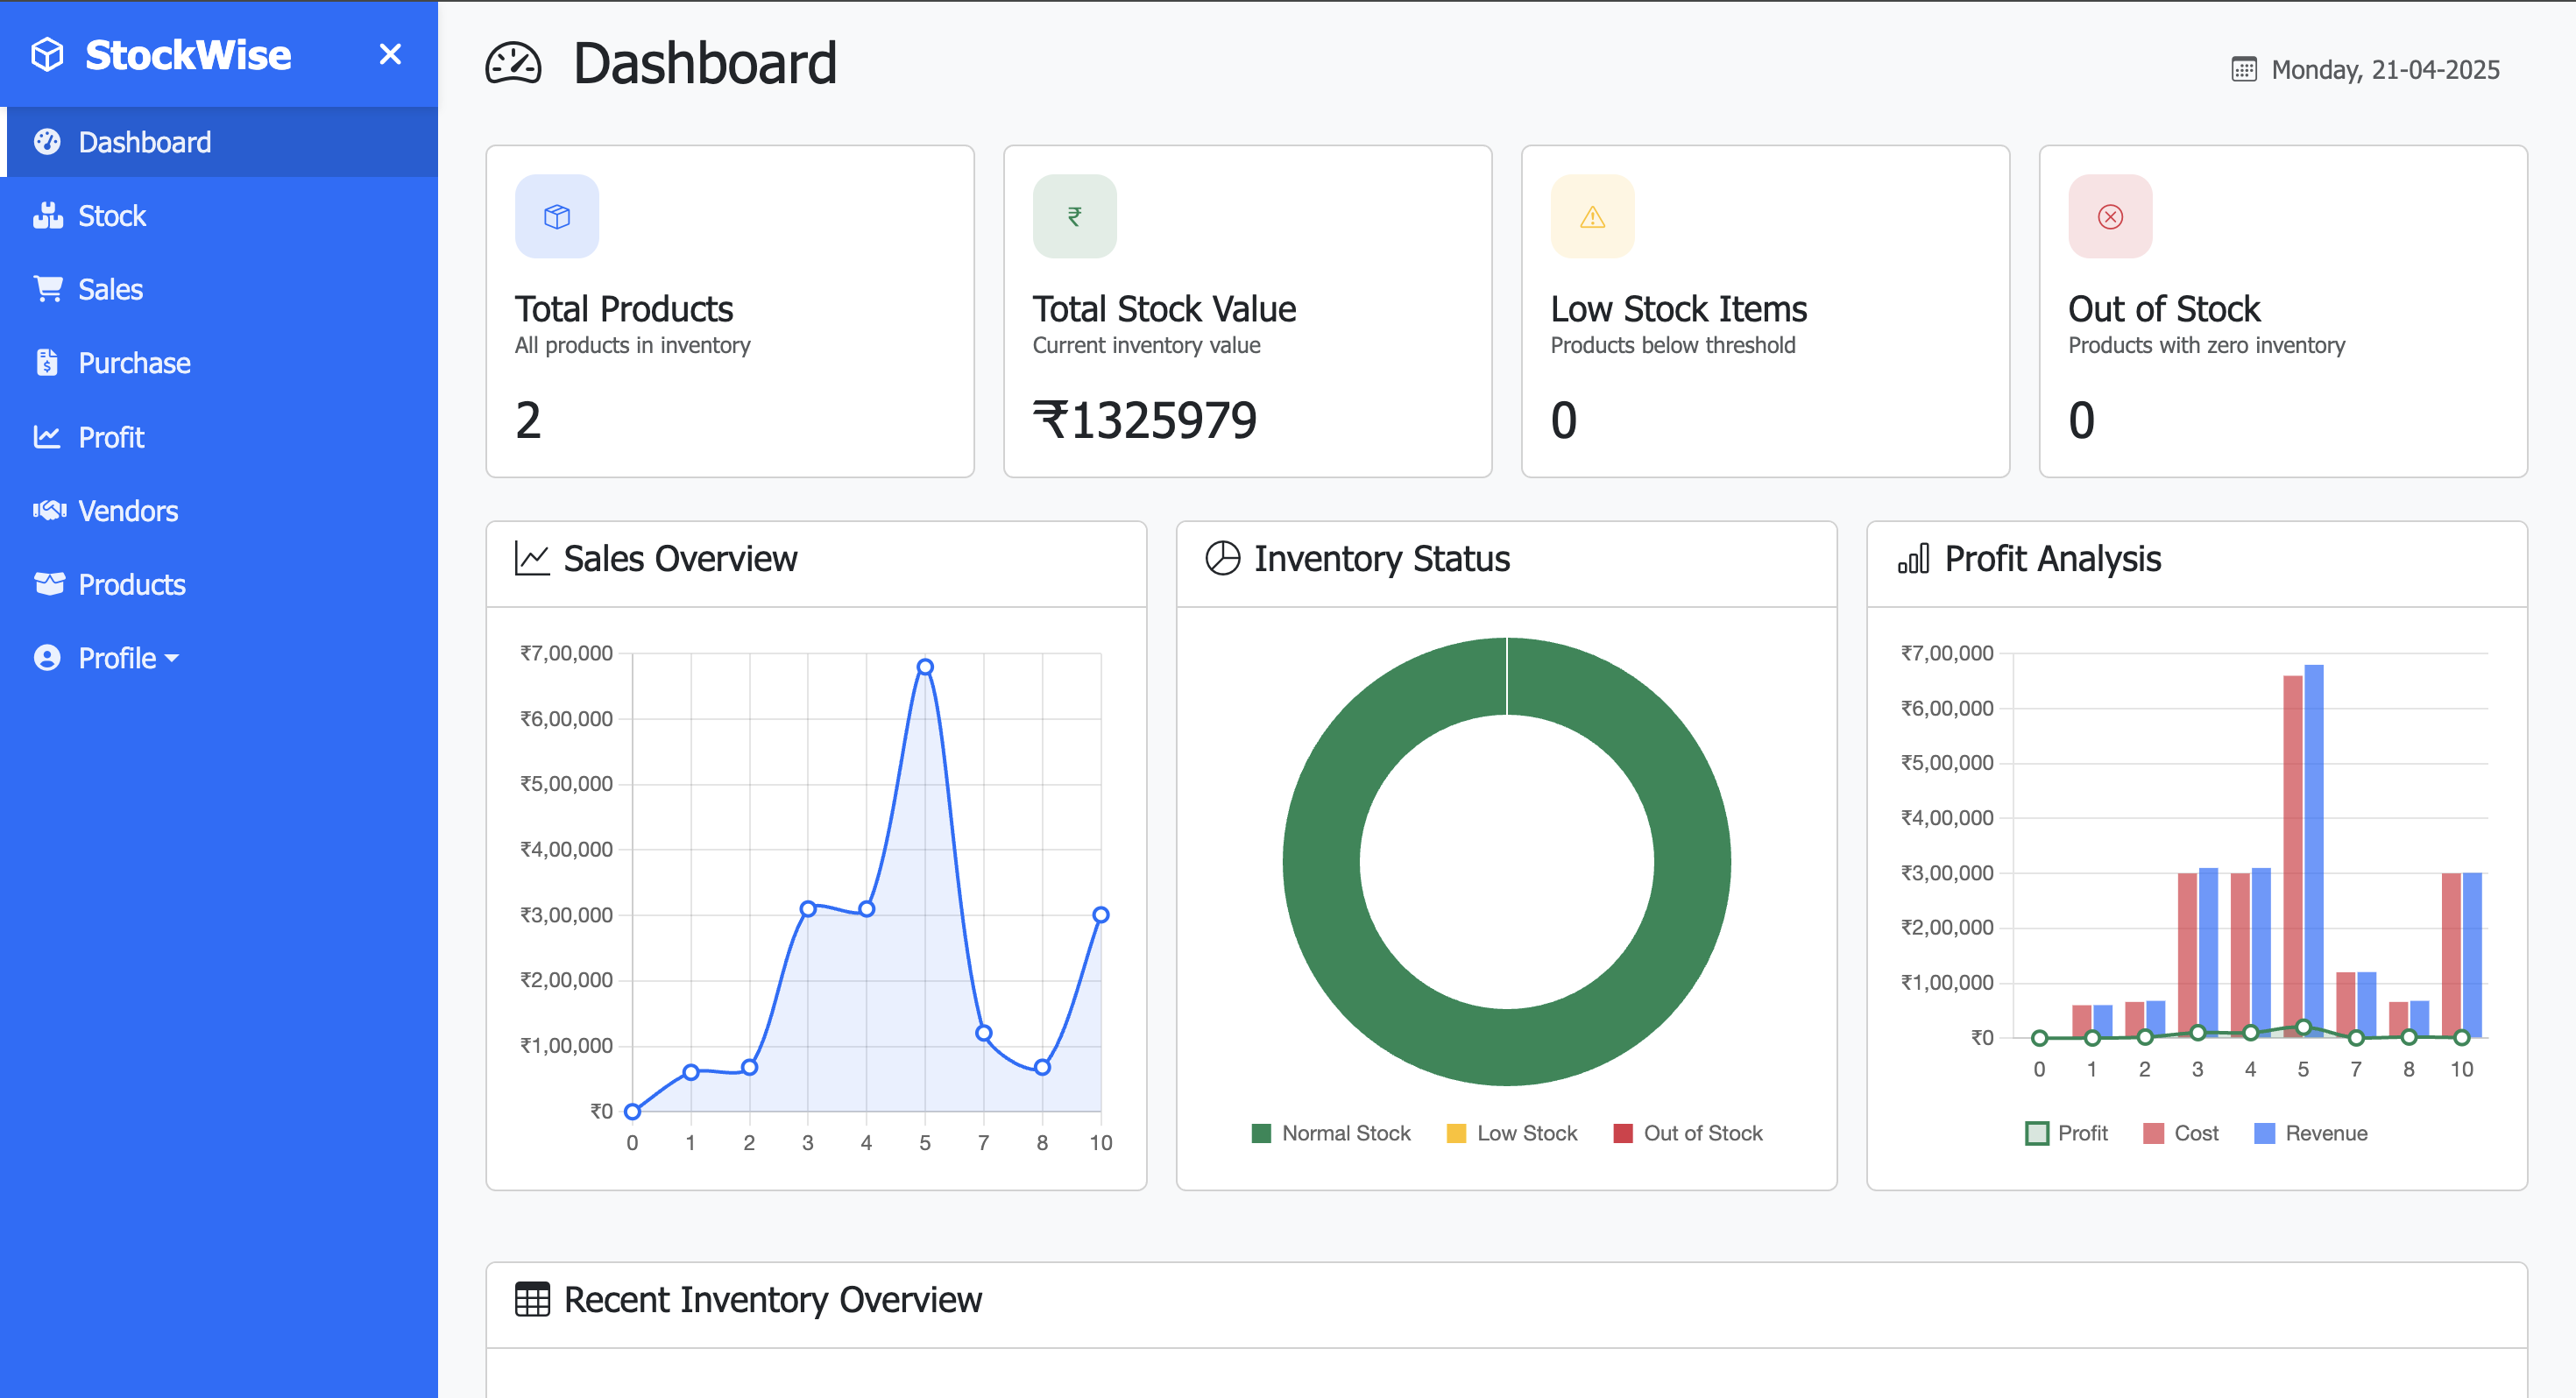 StockWise
Dashboard
Stock
Sales
Purchase
Profit
Vendors
Products
Profile
Dashboard
Monday, 21-04-2025
Total Products
All products in inventory
2
₹
Total Stock Value
Current inventory value
₹1325979
Low Stock Items
Products below threshold
0
Out of Stock
Products with zero inventory
0
Sales Overview
₹7,00,000
₹6,00,000
₹5,00,000
₹4,00,000
₹3,00,000
₹2,00,000
₹1,00,000
₹0
0 1 2 3 4 5 7 8 10
Inventory Status
Normal Stock Low Stock Out of Stock
Profit Analysis
₹7,00,000
₹6,00,000
₹5,00,000
₹4,00,000
₹3,00,000
₹2,00,000
₹1,00,000
₹0
0 1 2 3 4 5 7 8 10
Profit Cost Revenue
Recent Inventory Overview